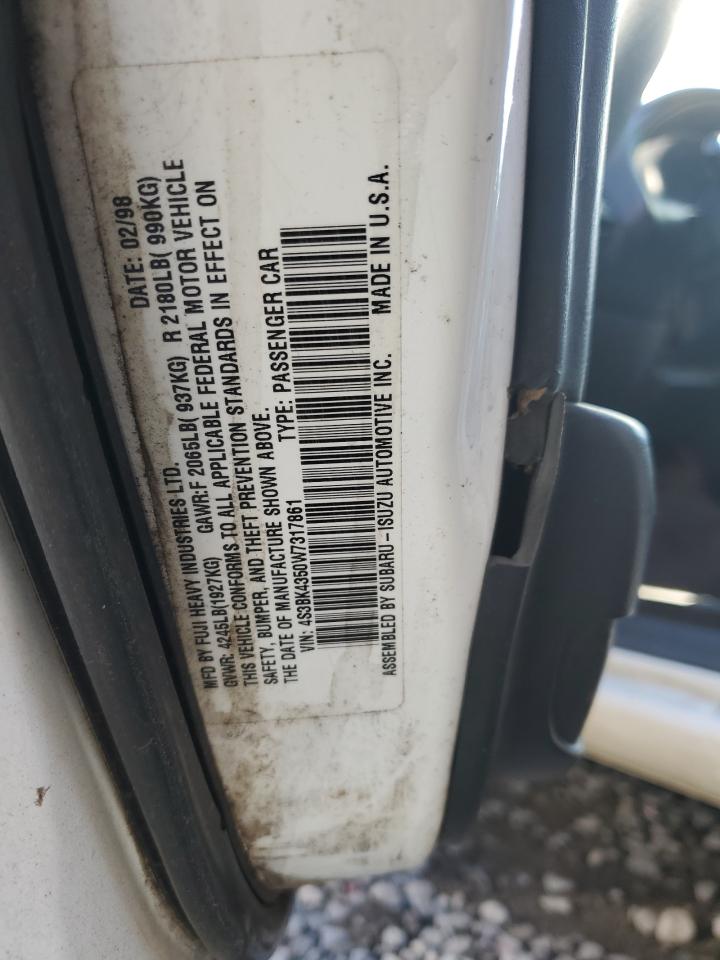 MFD BY FUJI HEAVY INDUSTRIES LTD. DATE: 02/98
GVWR: 4245LB(1927KG) GAWR:F 2065LB( 937KG) R 2180LB( 990KG)
THIS VEHICLE CONFORMS TO ALL APPLICABLE FEDERAL MOTOR VEHICLE
SAFETY, BUMPER, AND THEFT PREVENTION STANDARDS IN EFFECT ON
THE DATE OF MANUFACTURE SHOWN ABOVE.
VIN: 4S3BK4350W7317861 TYPE: PASSENGER CAR
ASSEMBLED BY SUBARU-ISUZU AUTOMOTIVE INC. MADE IN U.S.A.